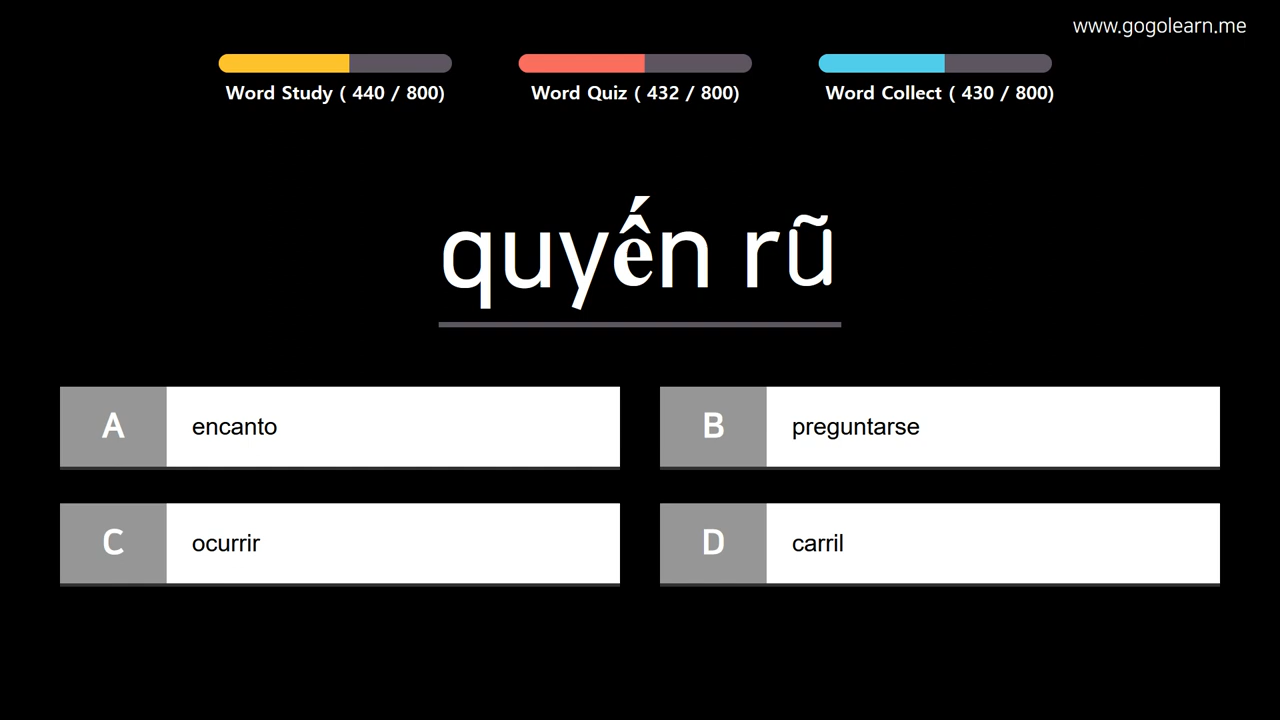 www.gogolearn.me
Word Study ( 440 / 800)
Word Quiz ( 432 / 800)
Word Collect ( 430 / 800)
quyến rũ
A encanto
B preguntarse
C ocurrir
D carril